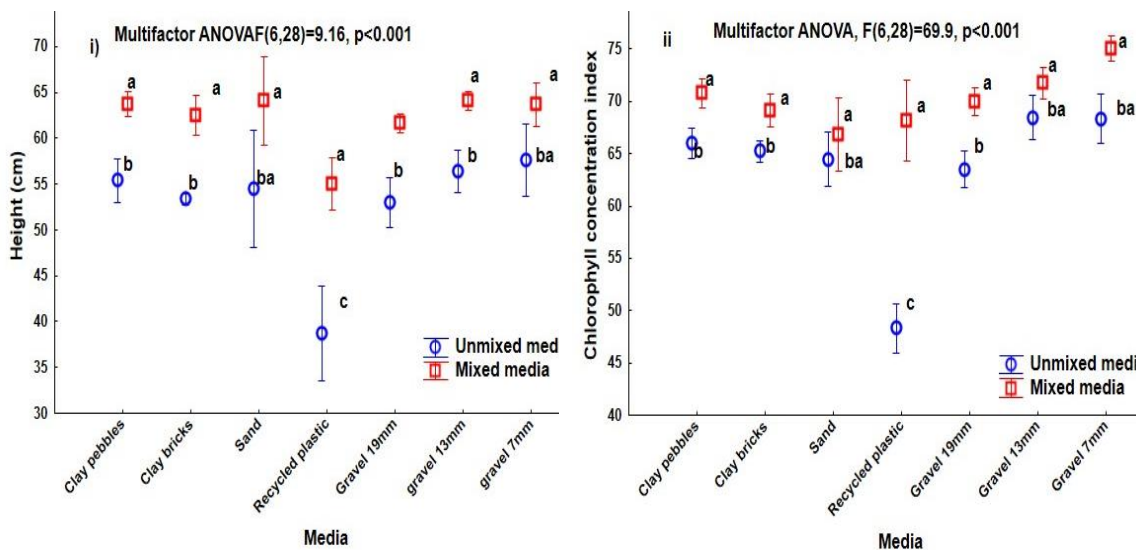 i)
Multifactor ANOVAF(6,28)=9.16, p<0.001
Height (cm)
70
65
60
55
50
45
40
35
30
a
a
a
a
a
a
b
b
ba
c
b
b
ba
Unmixed med
Mixed media
Clay pebbles
Clay bricks
Sand
Recycled plastic
Gravel 19mm
gravel 13mm
gravel 7mm
Media
ii
Multifactor ANOVA, F(6,28)=69.9, p<0.001
Chlorophyll concentration index
75
70
65
60
55
50
45
40
a
a
a
a
a
a
a
b
b
ba
c
b
ba
ba
Unmixed medi
Mixed media
Clay pebbles
Clay bricks
Sand
Recycled plastic
Gravel 19mm
Gravel 13mm
Gravel 7mm
Media